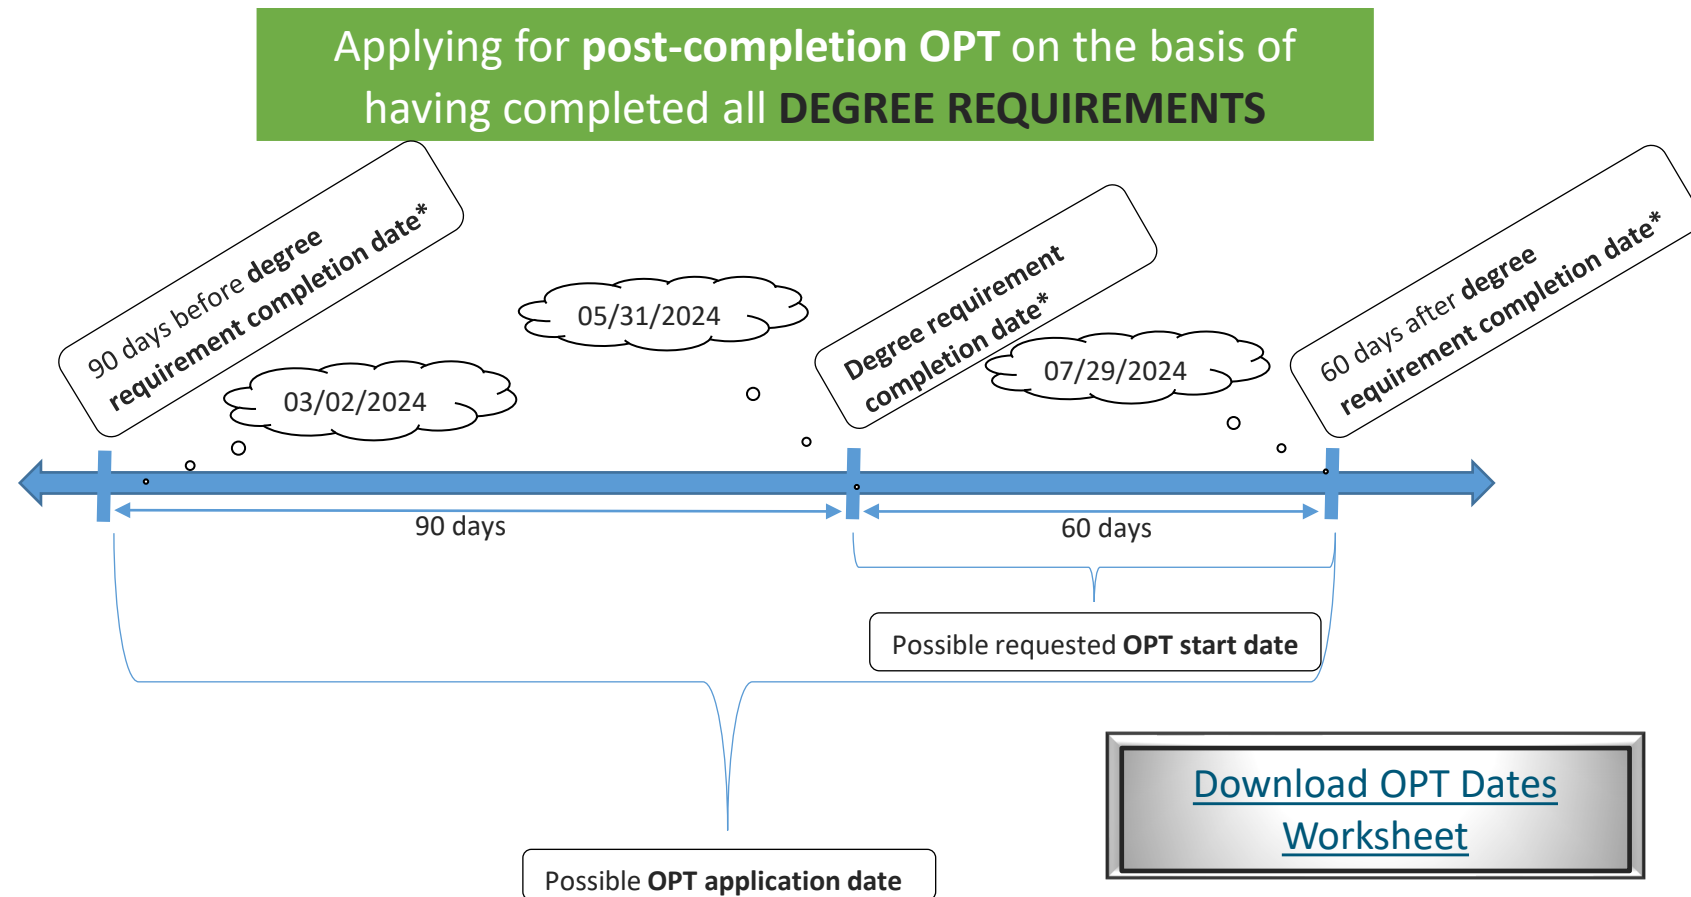 Applying for post-completion OPT on the basis of
having completed all DEGREE REQUIREMENTS
90 days before degree
requirement completion date*
03/02/2024
05/31/2024
Degree requirement
completion date*
07/29/2024
60 days after degree
requirement completion date*
90 days
60 days
Possible requested OPT start date
Possible OPT application date
Download OPT Dates
Worksheet